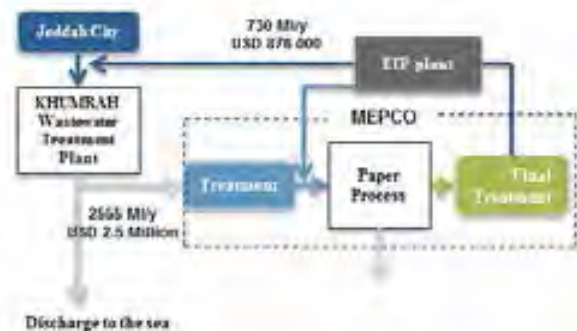 Jeddah City
730 Ml/y
USD 876 000
EIP plant
KHUMRAH
Wastewater
Treatment
Plant
MEPCO
Treatment
Paper
Process
Final
Treatment
2555 Ml/y
USD 2.5 Million
Discharge to the sea